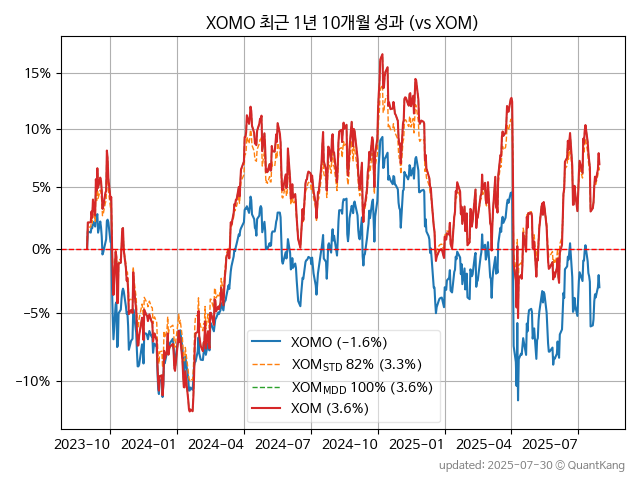 XOMO 최근 1년 10개월 성과 (vs XOM)
15%
10%
5%
0%
−5%
−10%
XOMO (−1.6%)
XOM_STD 82% (3.3%)
XOM_MDD 100% (3.6%)
XOM (3.6%)
2023-10 2024-01 2024-04 2024-07 2024-10 2025-01 2025-04 2025-07
updated: 2025-07-30 © QuantKang